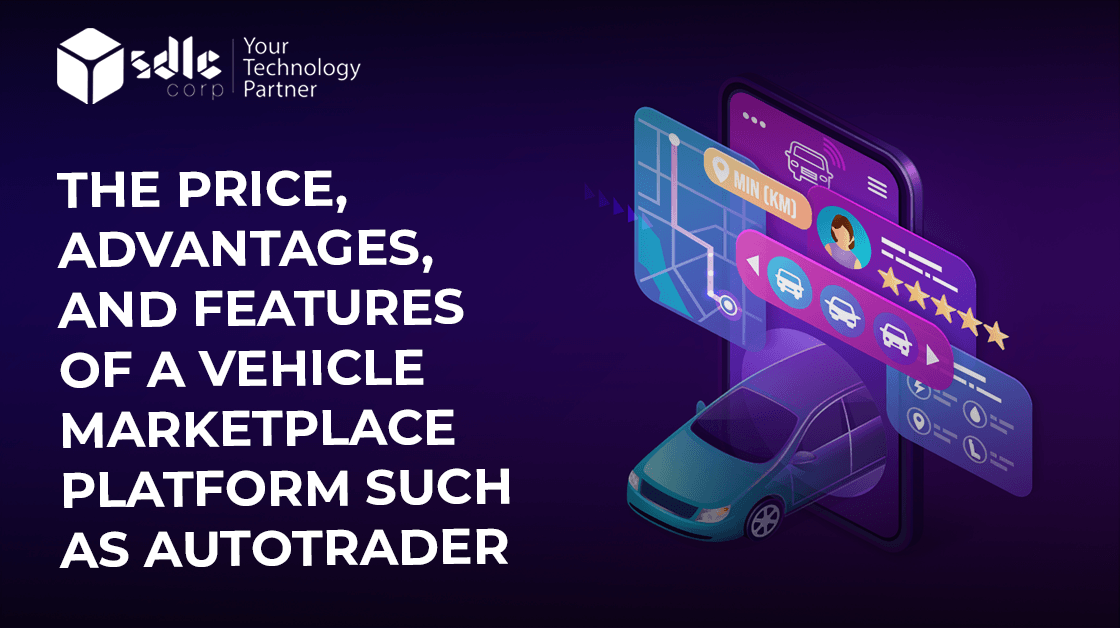 sdlc
corp
Your
Technology
Partner
THE PRICE,
ADVANTAGES,
AND FEATURES
OF A VEHICLE
MARKETPLACE
PLATFORM SUCH
AS AUTOTRADER
MIN (KM)